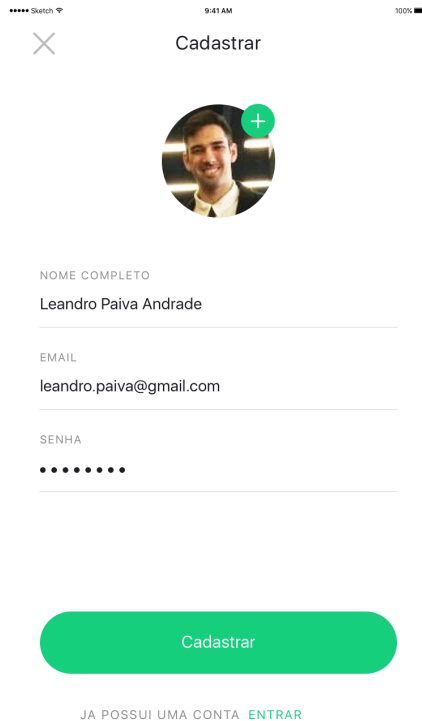 Sketch 9:41 AM 100%
Cadastrar
NOME COMPLETO
Leandro Paiva Andrade
EMAIL
leandro.paiva@gmail.com
SENHA
Cadastrar
JA POSSUI UMA CONTA ENTRAR